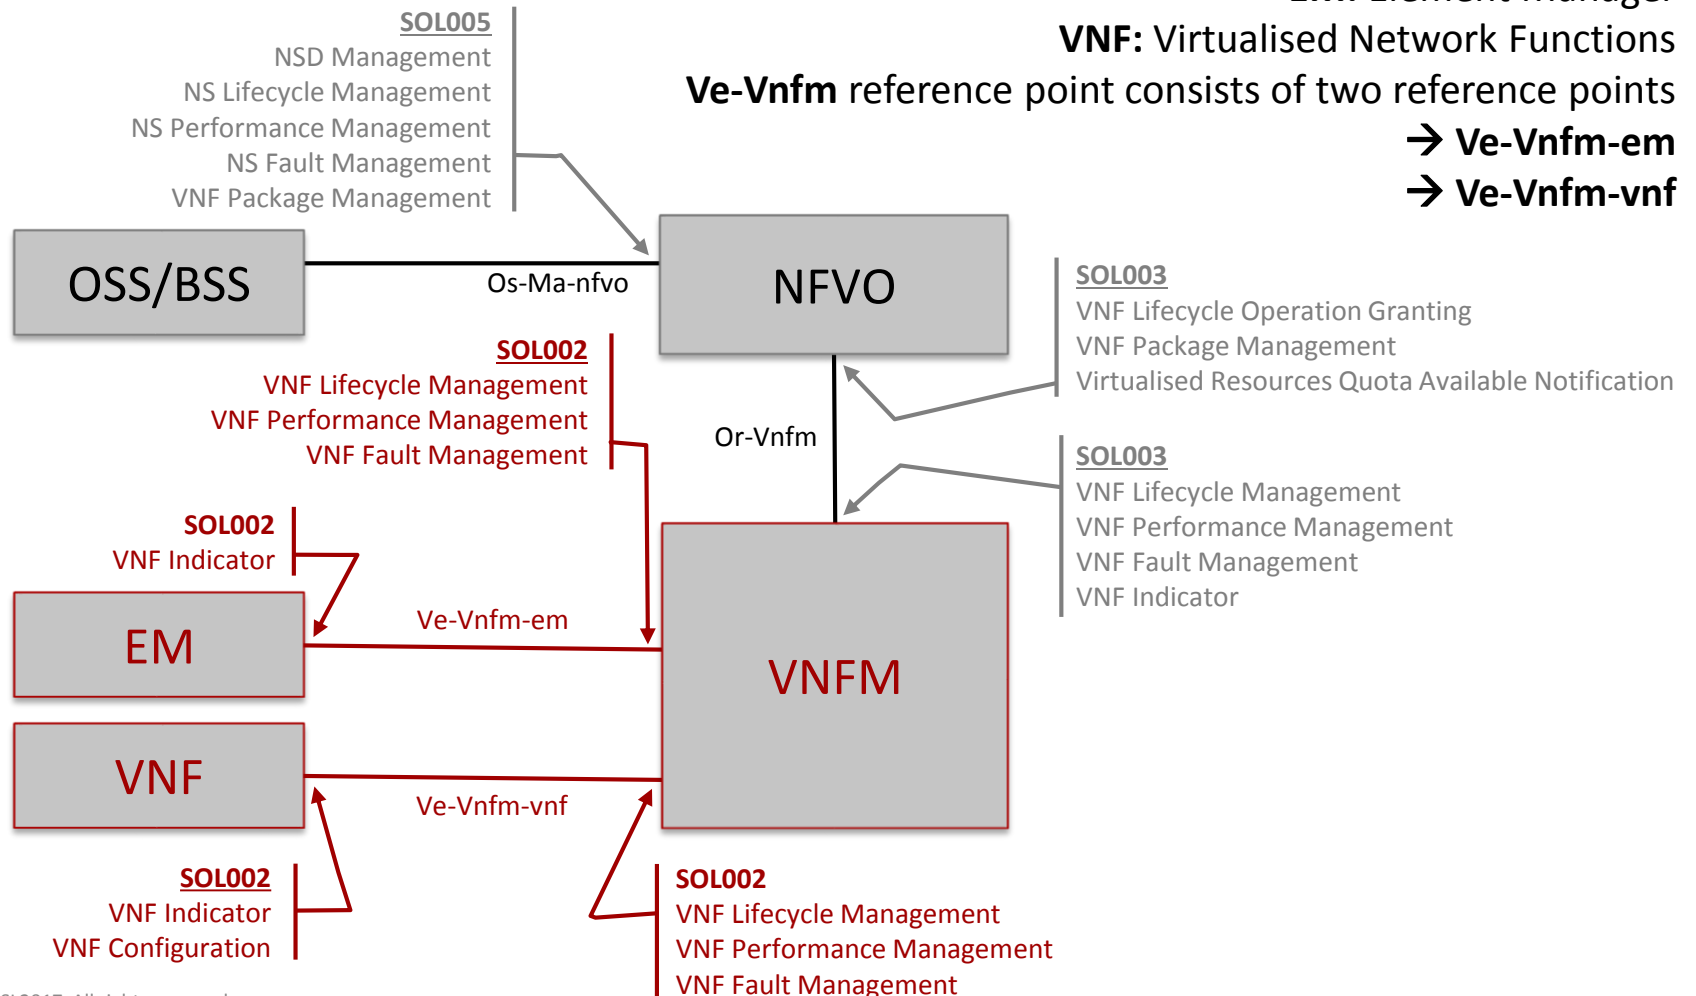 Element Manager
VNF: Virtualised Network Functions
Ve-Vnfm reference point consists of two reference points
→ Ve-Vnfm-em
→ Ve-Vnfm-vnf
SOL005
NSD Management
NS Lifecycle Management
NS Performance Management
NS Fault Management
VNF Package Management
OSS/BSS
Os-Ma-nfvo
NFVO
SOL003
VNF Lifecycle Operation Granting
VNF Package Management
Virtualised Resources Quota Available Notification
SOL002
VNF Lifecycle Management
VNF Performance Management
VNF Fault Management
Or-Vnfm
SOL003
VNF Lifecycle Management
VNF Performance Management
VNF Fault Management
VNF Indicator
SOL002
VNF Indicator
EM
Ve-Vnfm-em
VNFM
VNF
Ve-Vnfm-vnf
SOL002
VNF Indicator
VNF Configuration
SOL002
VNF Lifecycle Management
VNF Performance Management
VNF Fault Management